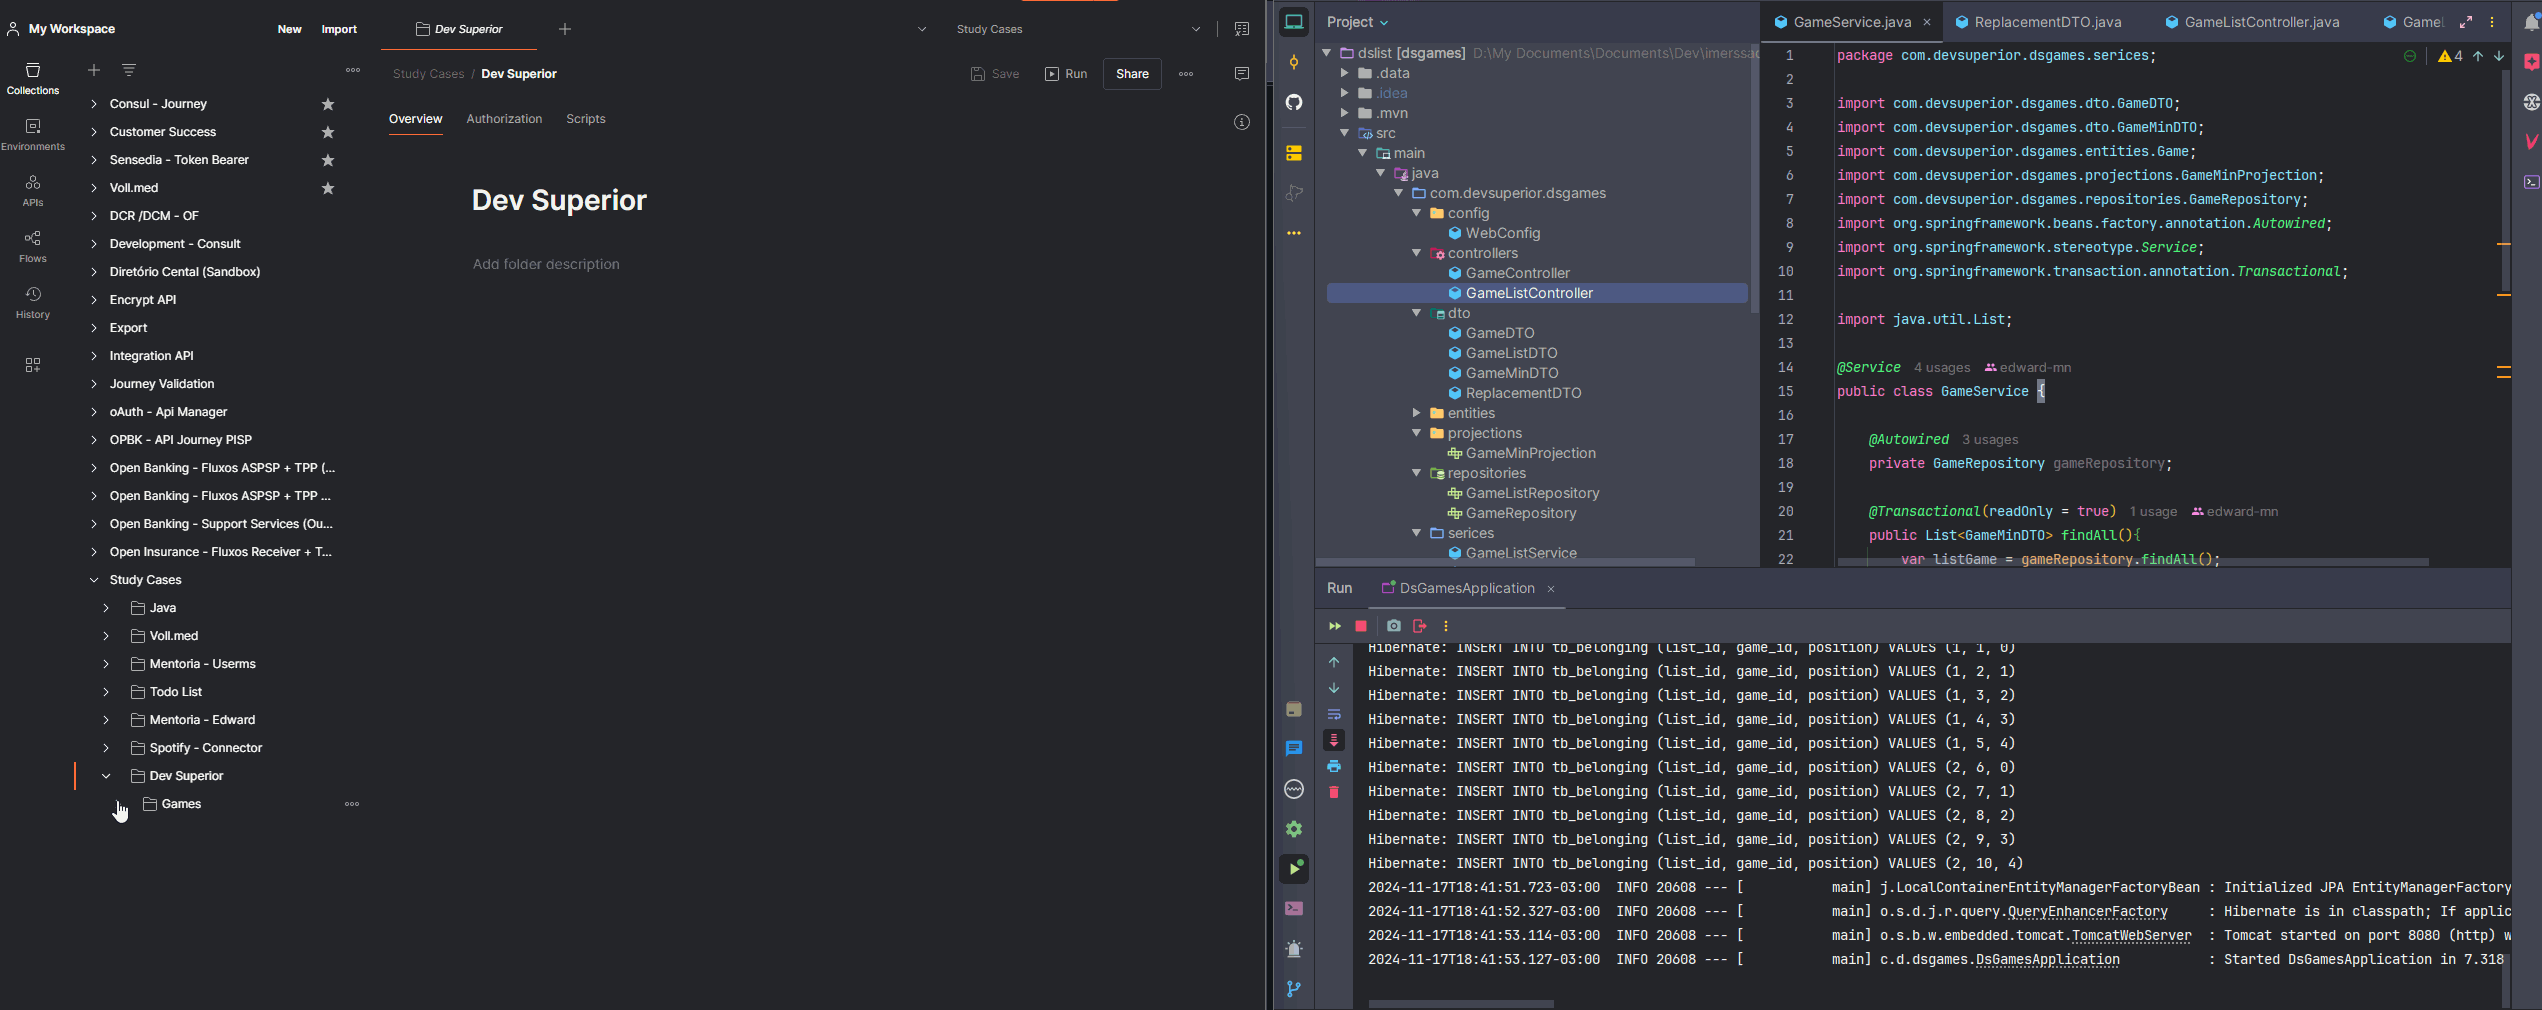 My Workspace
New
Import
Dev Superior
Study Cases
Collections
Environments
APIs
Flows
History
Consul - Journey
Customer Success
Sensedia - Token Bearer
Voll.med
DCR /DCM - OF
Development - Consult
Diretório Cental (Sandbox)
Encrypt API
Export
Integration API
Journey Validation
oAuth - Api Manager
OPBK - API Journey PISP
Open Banking - Fluxos ASPSP + TPP (...
Open Banking - Fluxos ASPSP + TPP ...
Open Banking - Support Services (Ou...
Open Insurance - Fluxos Receiver + T...
Study Cases
Java
Voll.med
Mentoria - Userms
Todo List
Mentoria - Edward
Spotify - Connector
Dev Superior
Games
Study Cases / Dev Superior
Save
Run
Share
Overview
Authorization
Scripts
Dev Superior
Add folder description
Project
dslist [dsgames] D:\My Documents\Documents\Dev\imerssao
.data
.idea
.mvn
src
main
java
com.devsuperior.dsgames
config
WebConfig
controllers
GameController
GameListController
dto
GameDTO
GameListDTO
GameMinDTO
ReplacementDTO
entities
projections
GameMinProjection
repositories
GameListRepository
GameRepository
serices
GameListService
GameService.java
ReplacementDTO.java
GameListController.java
GameL
4
1 package com.devsuperior.dsgames.serices;
2
3 import com.devsuperior.dsgames.dto.GameDTO;
4 import com.devsuperior.dsgames.dto.GameMinDTO;
5 import com.devsuperior.dsgames.entities.Game;
6 import com.devsuperior.dsgames.projections.GameMinProjection;
7 import com.devsuperior.dsgames.repositories.GameRepository;
8 import org.springframework.beans.factory.annotation.Autowired;
9 import org.springframework.stereotype.Service;
10 import org.springframework.transaction.annotation.Transactional;
11
12 import java.util.List;
13
14 @Service 4 usages edward-mn
15 public class GameService {
16
17 @Autowired 3 usages
18 private GameRepository gameRepository;
19
20 @Transactional(readOnly = true) 1 usage edward-mn
21 public List<GameMinDTO> findAll(){
22 var listGame = gameRepository.findAll();
Run
DsGamesApplication
Hibernate: INSERT INTO tb_belonging (list_id, game_id, position) VALUES (1, 1, 0)
Hibernate: INSERT INTO tb_belonging (list_id, game_id, position) VALUES (1, 2, 1)
Hibernate: INSERT INTO tb_belonging (list_id, game_id, position) VALUES (1, 3, 2)
Hibernate: INSERT INTO tb_belonging (list_id, game_id, position) VALUES (1, 4, 3)
Hibernate: INSERT INTO tb_belonging (list_id, game_id, position) VALUES (1, 5, 4)
Hibernate: INSERT INTO tb_belonging (list_id, game_id, position) VALUES (2, 6, 0)
Hibernate: INSERT INTO tb_belonging (list_id, game_id, position) VALUES (2, 7, 1)
Hibernate: INSERT INTO tb_belonging (list_id, game_id, position) VALUES (2, 8, 2)
Hibernate: INSERT INTO tb_belonging (list_id, game_id, position) VALUES (2, 9, 3)
Hibernate: INSERT INTO tb_belonging (list_id, game_id, position) VALUES (2, 10, 4)
2024-11-17T18:41:51.723-03:00 INFO 20608 --- [ main] j.LocalContainerEntityManagerFactoryBean : Initialized JPA EntityManagerFactory
2024-11-17T18:41:52.327-03:00 INFO 20608 --- [ main] o.s.d.j.r.query.QueryEnhancerFactory : Hibernate is in classpath; If applic
2024-11-17T18:41:53.114-03:00 INFO 20608 --- [ main] o.s.b.w.embedded.tomcat.TomcatWebServer : Tomcat started on port 8080 (http) w
2024-11-17T18:41:53.127-03:00 INFO 20608 --- [ main] c.d.dsgames.DsGamesApplication : Started DsGamesApplication in 7.318